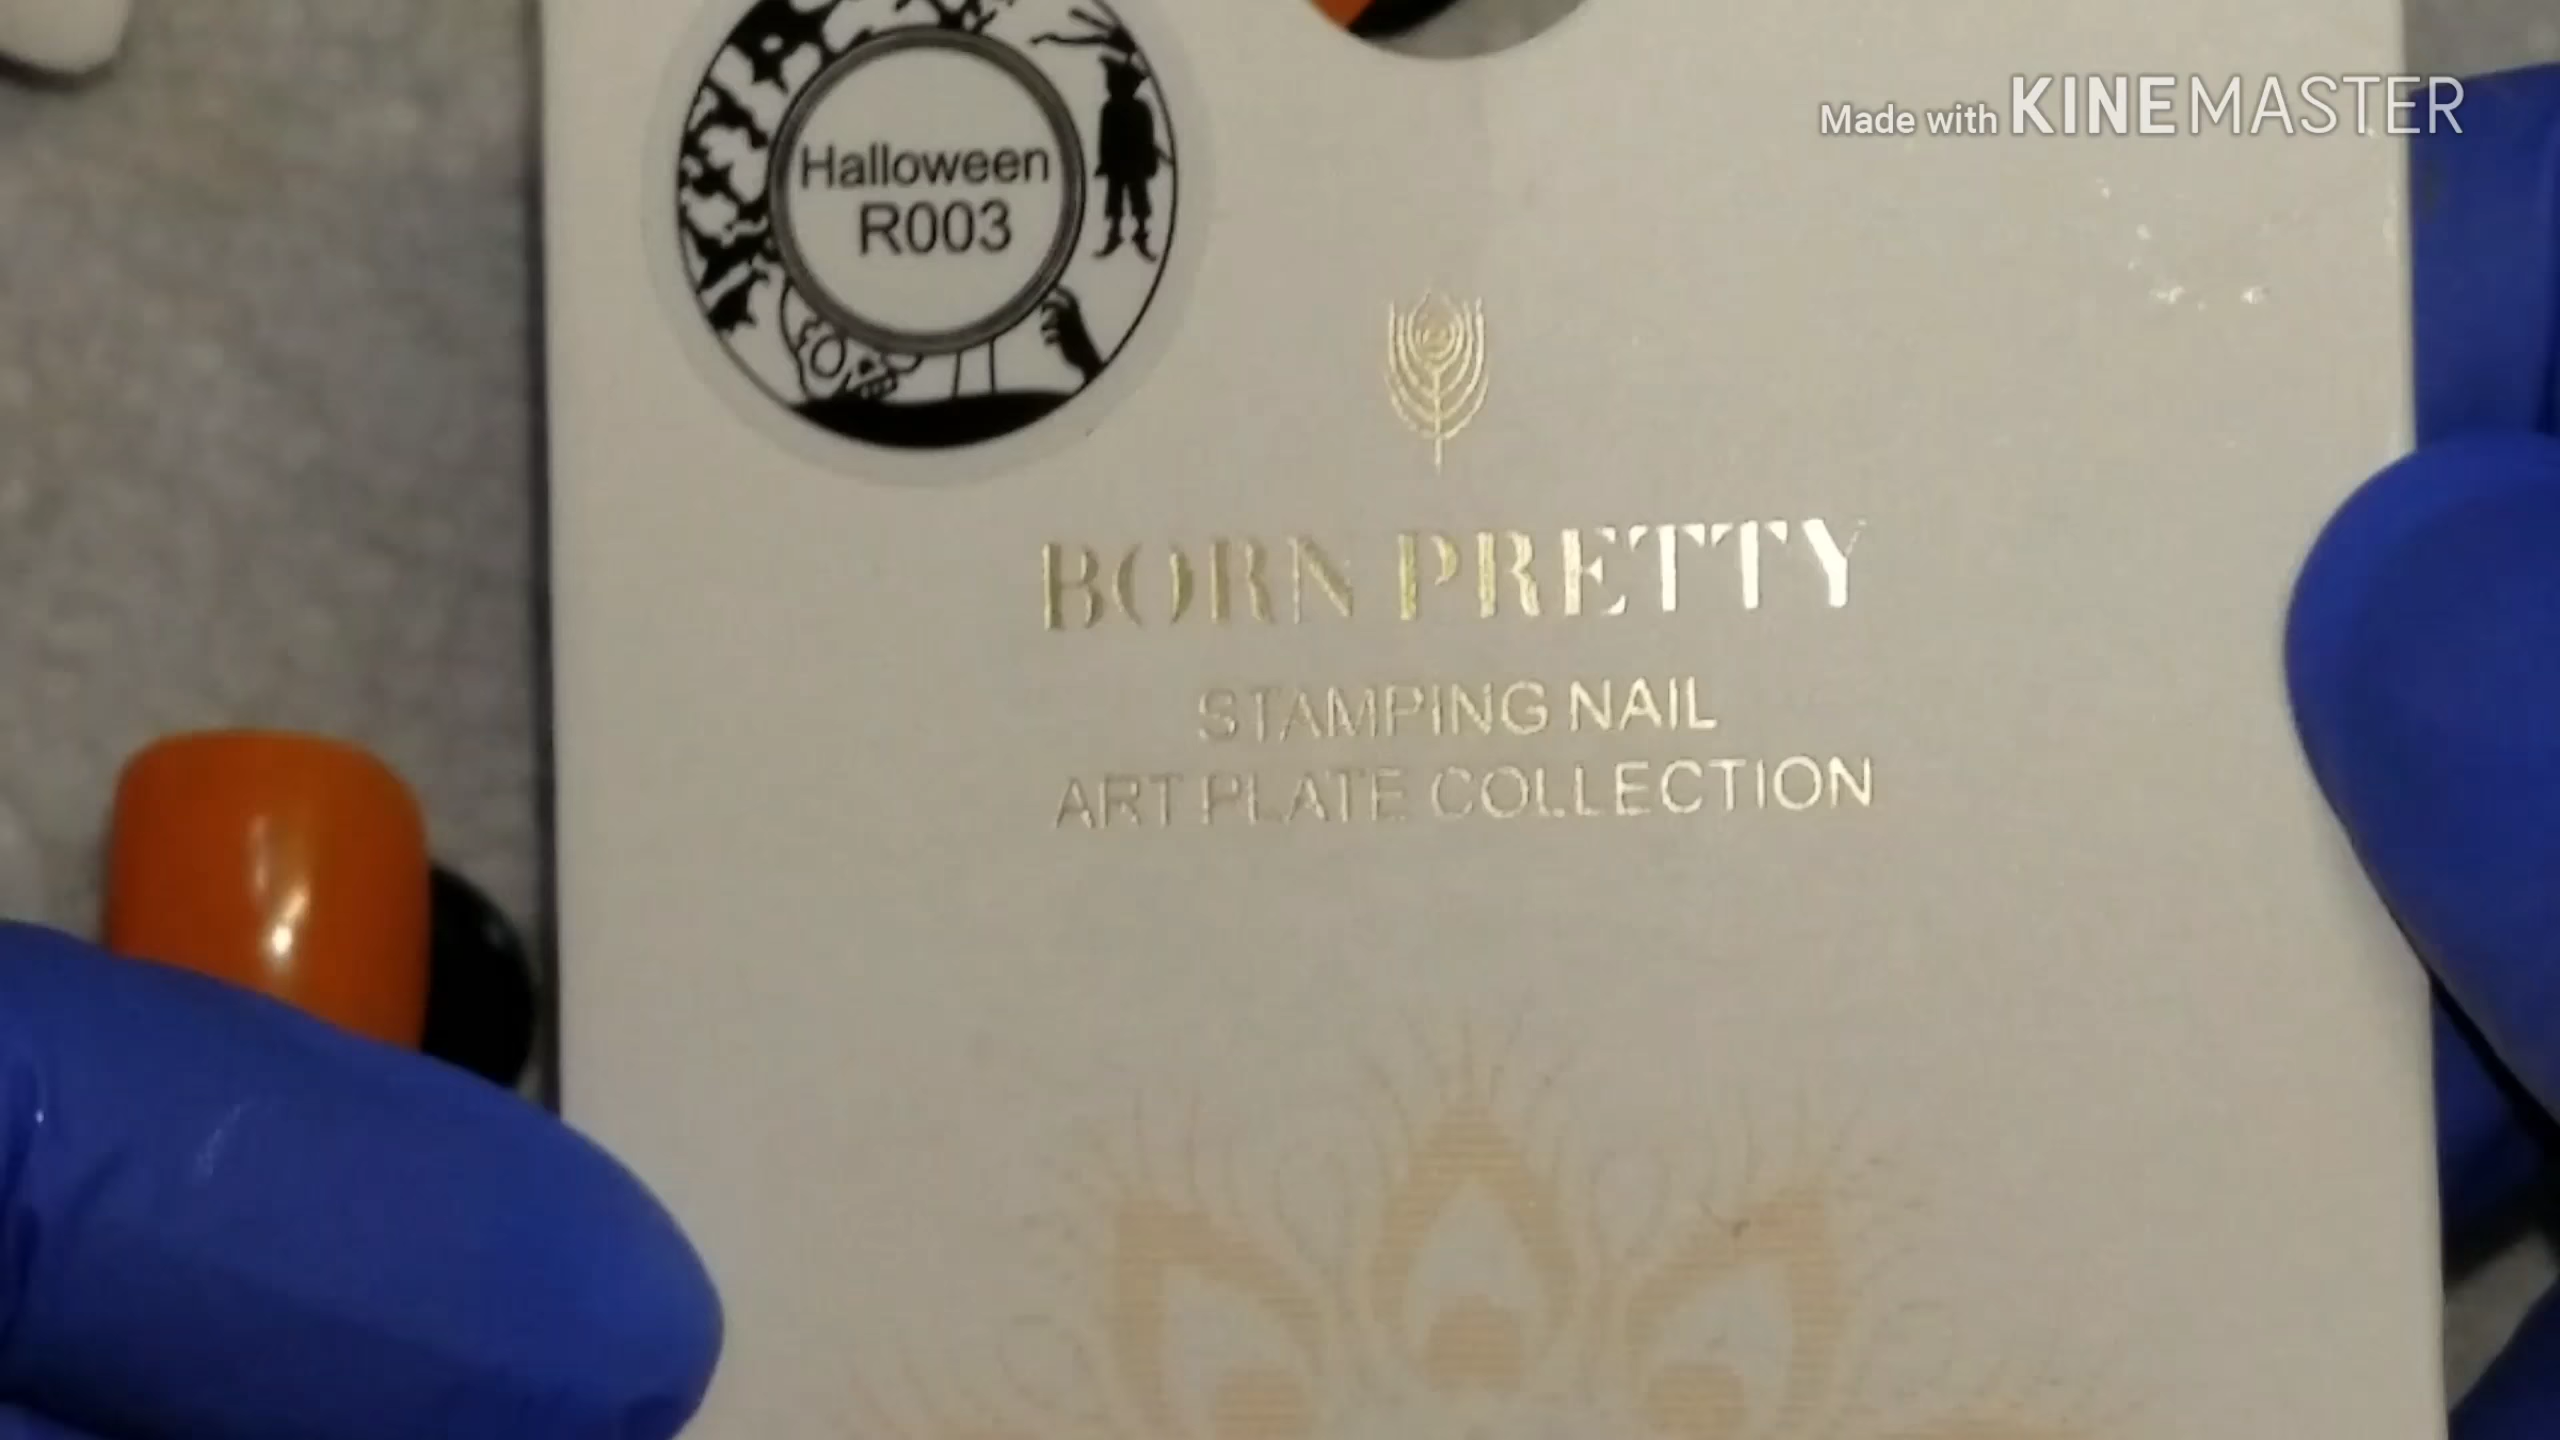 Made with KINEMASTER
Halloween
R003
BORN PRETTY
STAMPING NAIL
ART PLATE COLLECTION